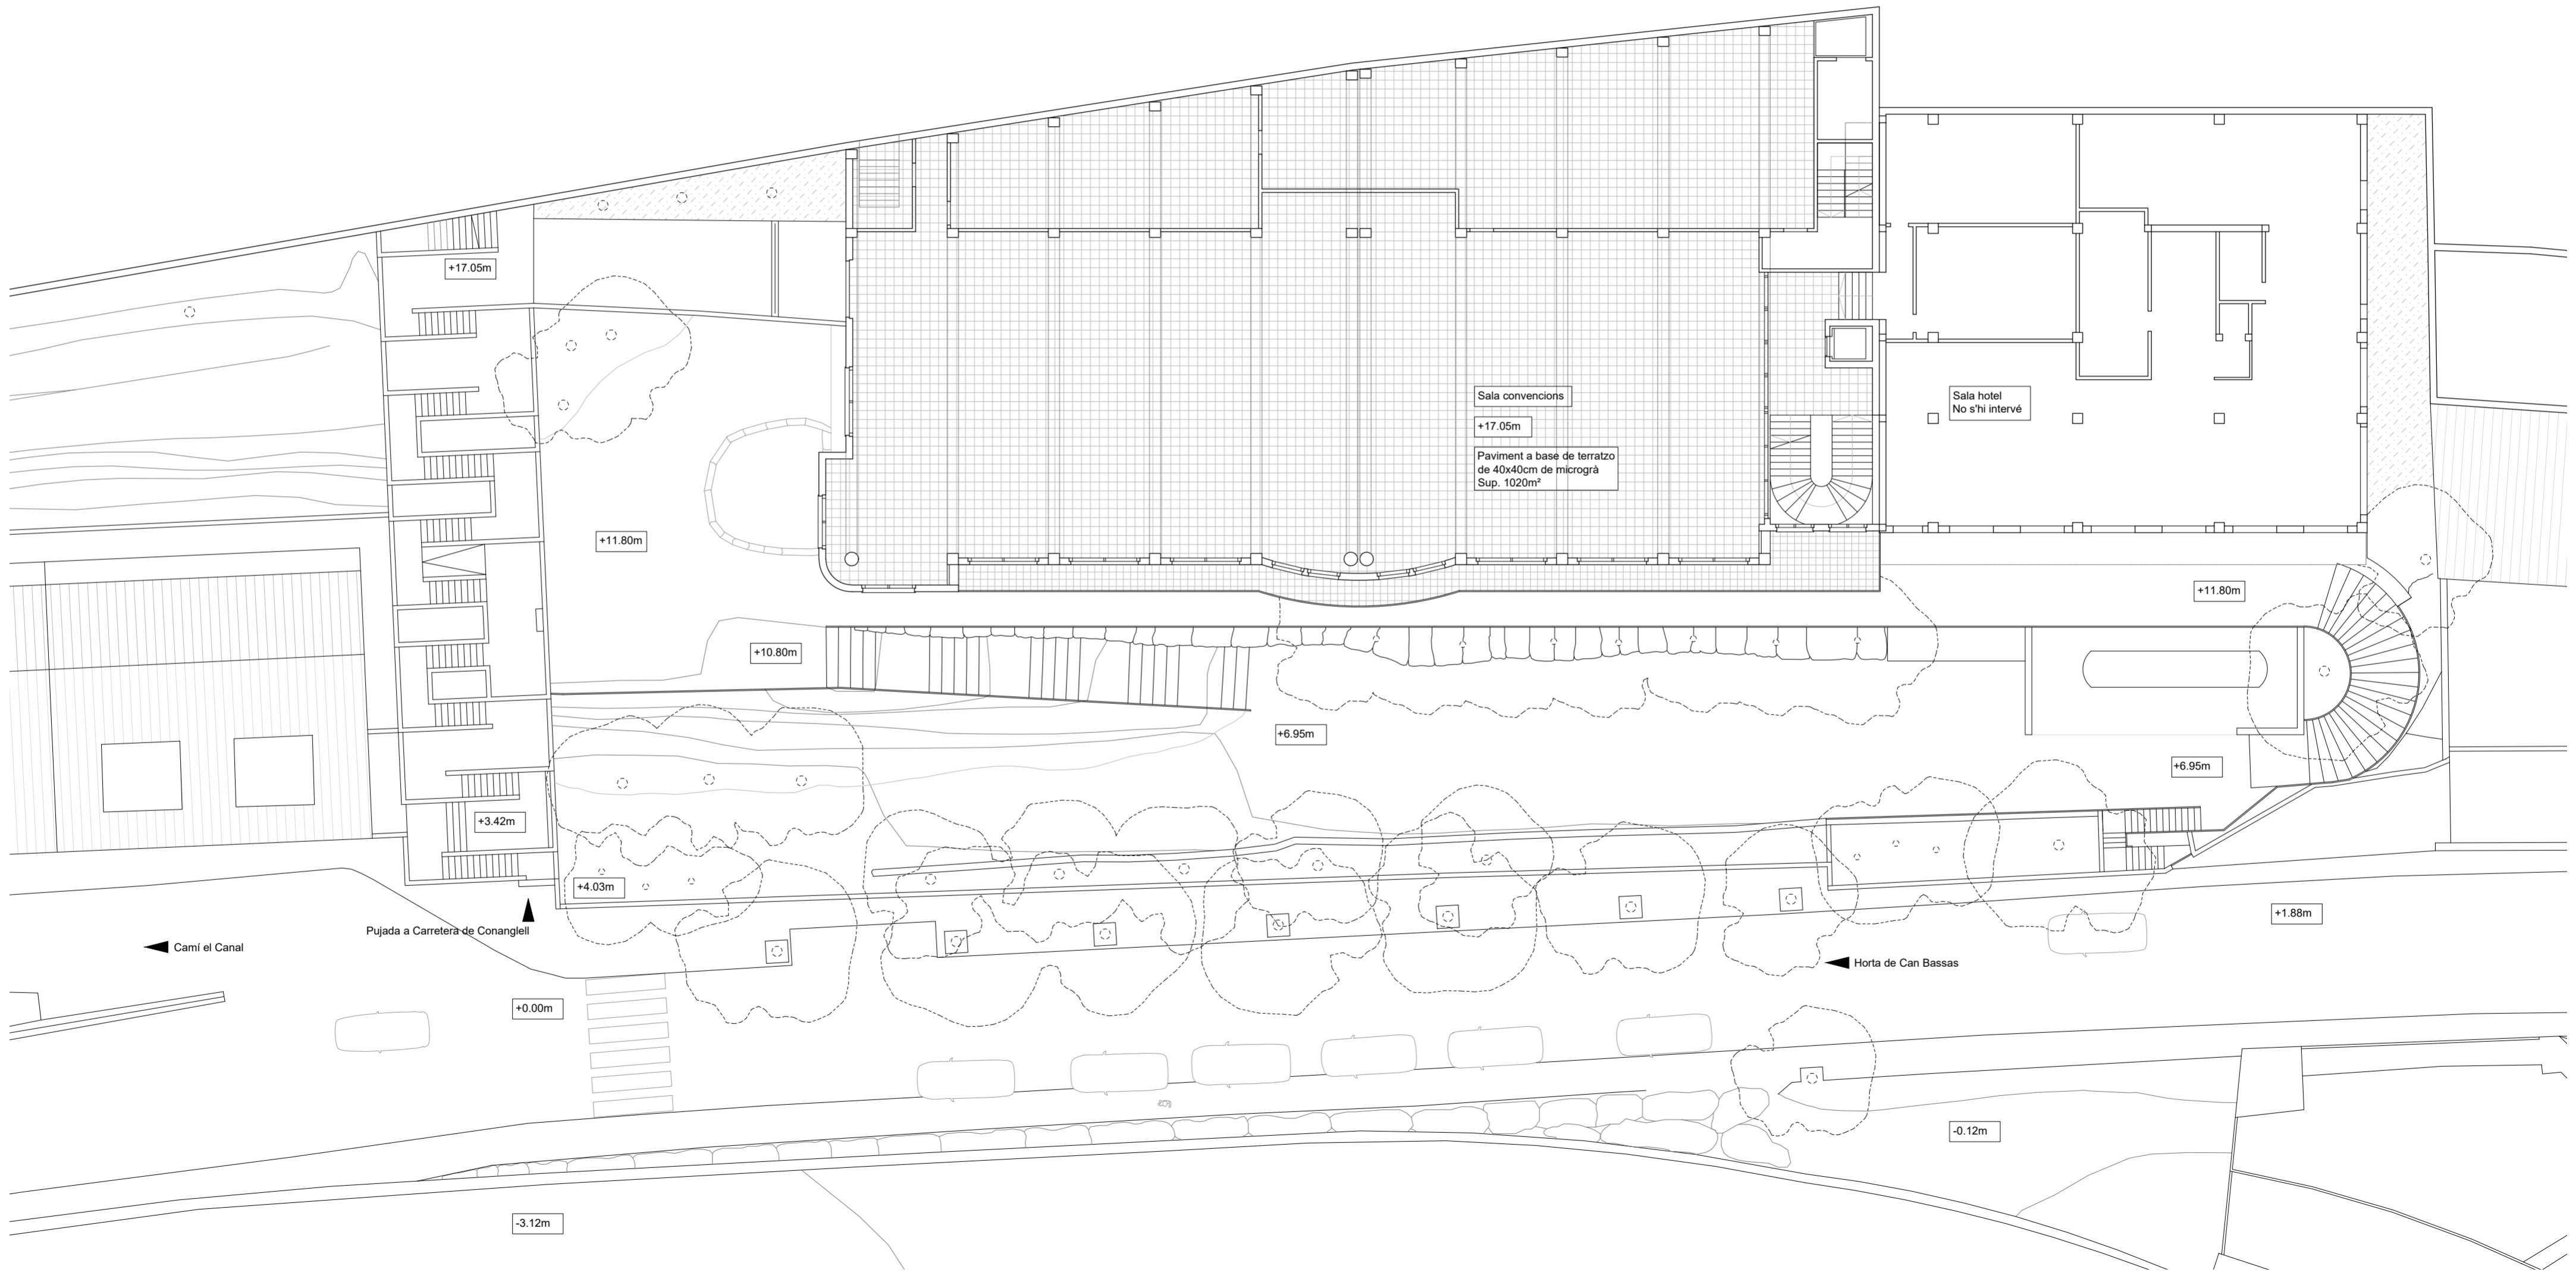 +17.05m
Sala convencions
+17.05m
Paviment a base de terratzo
de 40x40cm de microgrà
Sup. 1020m²
Sala hotel
No s'hi intervé
+11.80m
+11.80m
+10.80m
+6.95m
+6.95m
+3.42m
+4.03m
Pujada a Carretera de Conanglell
Camí el Canal
+1.88m
Horta de Can Bassas
+0.00m
-0.12m
-3.12m